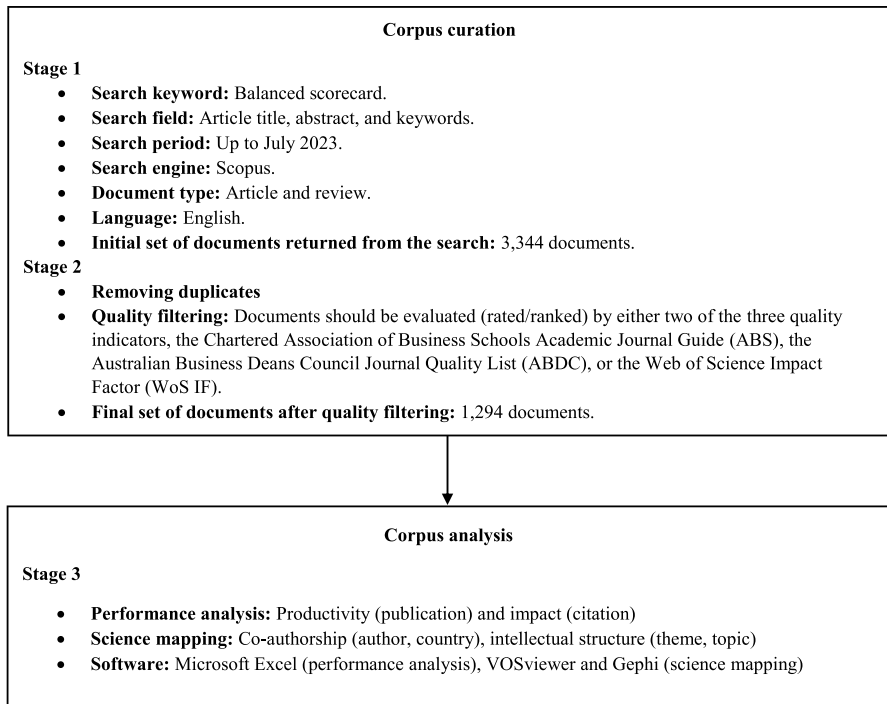 Corpus curation
Stage 1
• Search keyword: Balanced scorecard.
• Search field: Article title, abstract, and keywords.
• Search period: Up to July 2023.
• Search engine: Scopus.
• Document type: Article and review.
• Language: English.
• Initial set of documents returned from the search: 3,344 documents.
Stage 2
• Removing duplicates
• Quality filtering: Documents should be evaluated (rated/ranked) by either two of the three quality
indicators, the Chartered Association of Business Schools Academic Journal Guide (ABS), the
Australian Business Deans Council Journal Quality List (ABDC), or the Web of Science Impact
Factor (WoS IF).
• Final set of documents after quality filtering: 1,294 documents.
Corpus analysis
Stage 3
• Performance analysis: Productivity (publication) and impact (citation)
• Science mapping: Co-authorship (author, country), intellectual structure (theme, topic)
• Software: Microsoft Excel (performance analysis), VOSviewer and Gephi (science mapping)